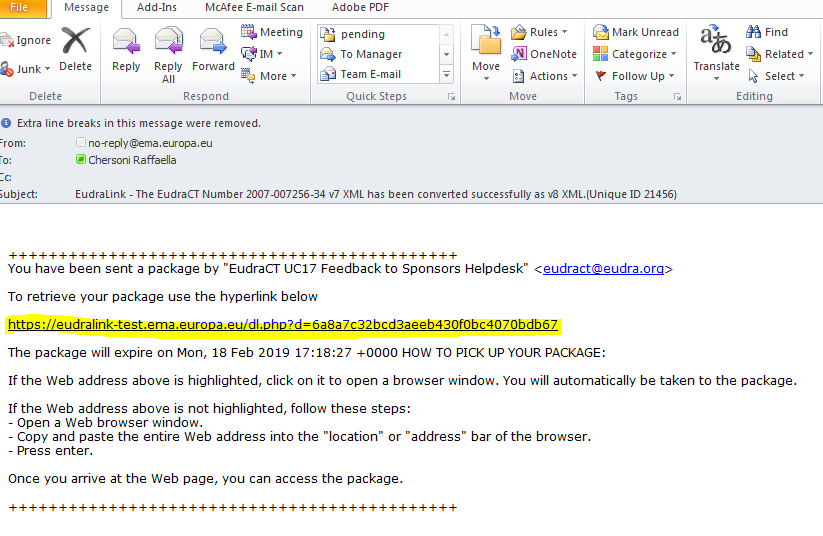 File Message Add-Ins McAfee E-mail Scan Adobe PDF
Ignore
Junk
Delete
Reply
Reply All
Forward
Meeting
IM
More
pending
To Manager
Team E-mail
Move
Rules
OneNote
Actions
Mark Unread
Categorize
Follow Up
Translate
Find
Related
Select
Delete Respond Quick Steps Move Tags Editing
Extra line breaks in this message were removed.
From: no-reply@ema.europa.eu
To: Chersoni Raffaella
Cc:
Subject: EudraLink - The EudraCT Number 2007-007256-34 v7 XML has been converted successfully as v8 XML.(Unique ID 21456)
+++++++++++++++++++++++++++++++++++++++++++++
You have been sent a package by "EudraCT UC17 Feedback to Sponsors Helpdesk" <eudract@eudra.org>
To retrieve your package use the hyperlink below
https://eudralink-test.ema.europa.eu/dl.php?d=6a8a7c32bcd3aeeb430f0bc4070bdb67
The package will expire on Mon, 18 Feb 2019 17:18:27 +0000 HOW TO PICK UP YOUR PACKAGE:
If the Web address above is highlighted, click on it to open a browser window. You will automatically be taken to the package.
If the Web address above is not highlighted, follow these steps:
- Open a Web browser window.
- Copy and paste the entire Web address into the "location" or "address" bar of the browser.
- Press enter.
Once you arrive at the Web page, you can access the package.
+++++++++++++++++++++++++++++++++++++++++++++